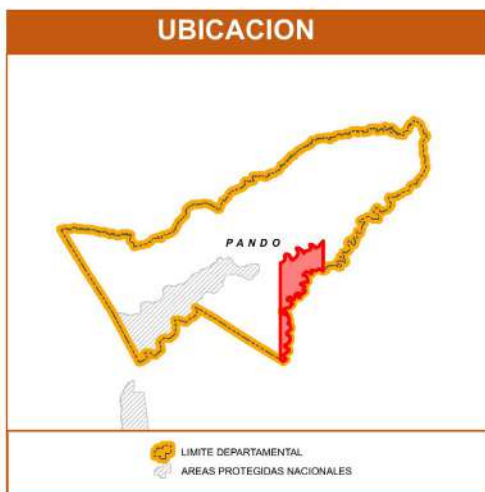 UBICACION
PANDO
LIMITE DEPARTAMENTAL
AREAS PROTEGIDAS NACIONALES